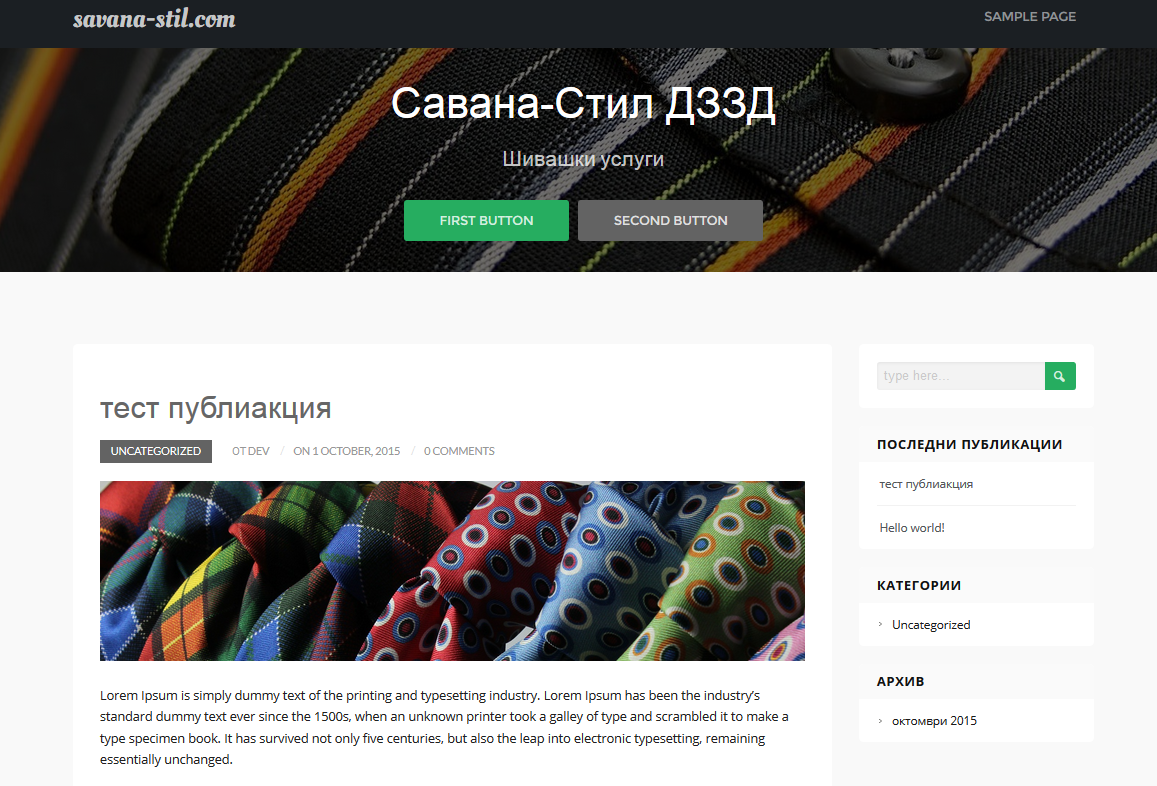 savana-stil.com
SAMPLE PAGE
Савана-Стил ДЗЗД
Шивашки услуги
FIRST BUTTON
SECOND BUTTON
тест публиакция
UNCATEGORIZED
ОТ DEV / ON 1 OCTOBER, 2015 / 0 COMMENTS
Lorem Ipsum is simply dummy text of the printing and typesetting industry. Lorem Ipsum has been the industry’s
standard dummy text ever since the 1500s, when an unknown printer took a galley of type and scrambled it to make a
type specimen book. It has survived not only five centuries, but also the leap into electronic typesetting, remaining
essentially unchanged.
type here...
ПОСЛЕДНИ ПУБЛИКАЦИИ
тест публиакция
Hello world!
КАТЕГОРИИ
Uncategorized
АРХИВ
октомври 2015